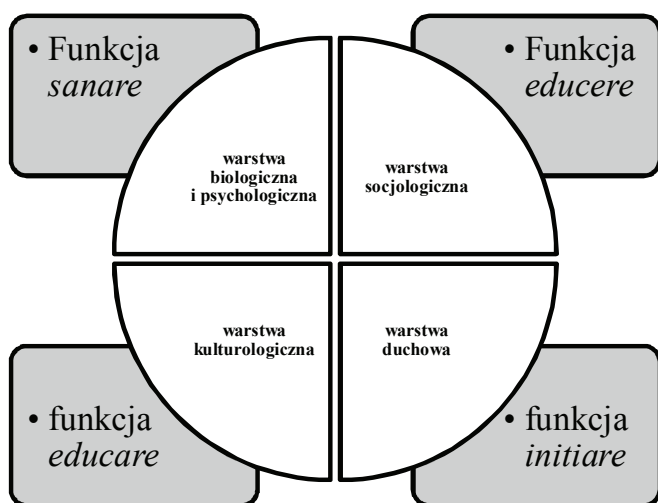 • Funkcja
sanare
• Funkcja
educere
warstwa
biologiczna
i psychologiczna
warstwa
socjologiczna
warstwa
kulturologiczna
warstwa
duchowa
• funkcja
educare
• funkcja
initiare